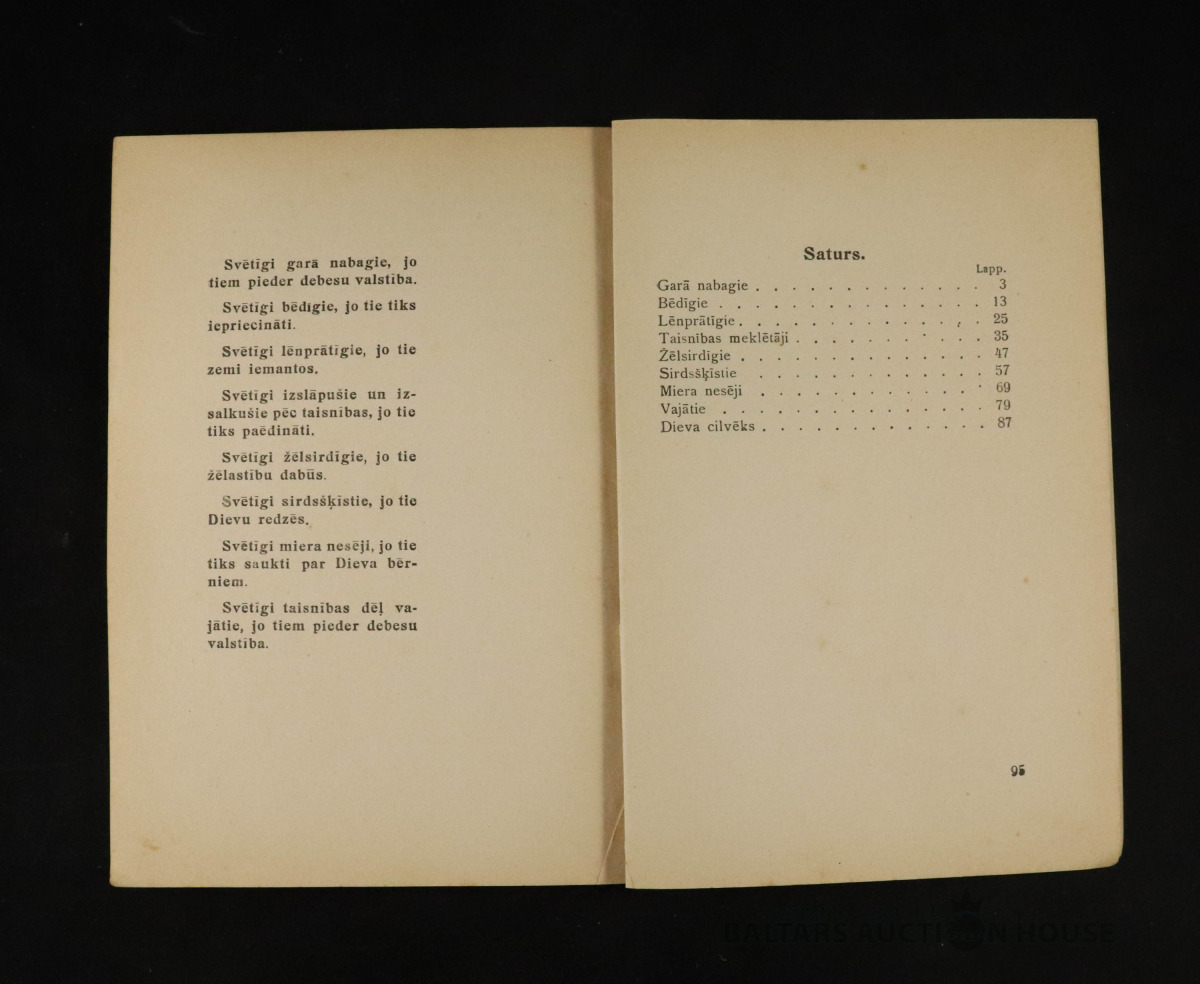 Svētīgi garā nabagie, jo
tiem pieder debesu valstība.
Svētīgi bēdīgie, jo tie tiks
iepriecināti.
Svētīgi lēnprātīgie, jo tie
zemi iemantos.
Svētīgi izslāpušie un iz-
salkušie pēc taisnības, jo tie
tiks paēdināti.
Svētīgi žēlsirdīgie, jo tie
žēlastību dabūs.
Svētīgi sirdsšķīstie, jo tie
Dievu redzēs.
Svētīgi miera nesēji, jo tie
tiks saukti par Dieva bēr-
niem.
Svētīgi taisnības dēļ va-
jātie, jo tiem pieder debesu
valstība.
Saturs.
Lapp.
Garā nabagie . . . . . . . . . . . . . 3
Bēdīgie . . . . . . . . . . . . . . . 13
Lēnprātīgie . . . . . . . . . . . . . . 25
Taisnības meklētāji . . . . . . . . . . . 35
Žēlsirdīgie . . . . . . . . . . . . . . 47
Sirdsšķīstie . . . . . . . . . . . . . 57
Miera nesēji . . . . . . . . . . . . . 69
Vajātie . . . . . . . . . . . . . . . 79
Dieva cilvēks . . . . . . . . . . . . . 87
95
BALTARS AUCTION HOUSE